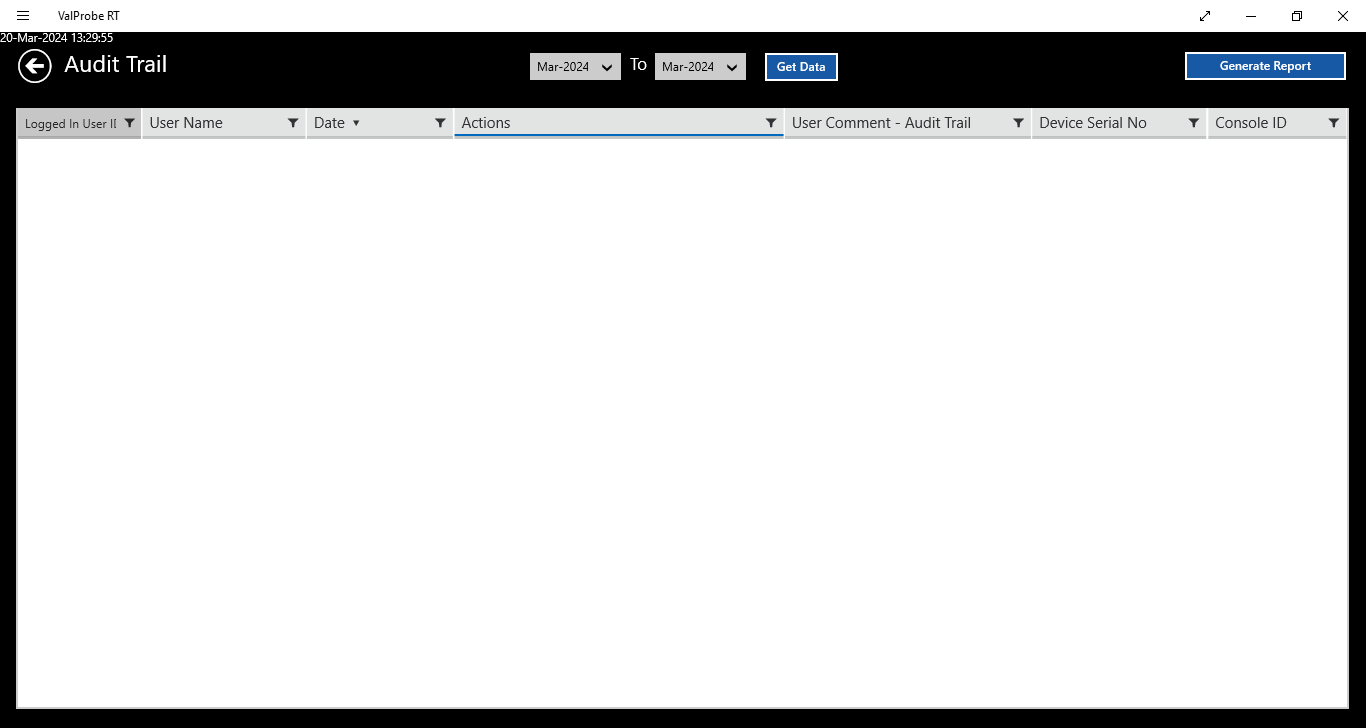 ValProbe RT
20-Mar-2024 13:29:55
Audit Trail
Mar-2024 To Mar-2024 Get Data
Generate Report
Logged In User II User Name Date Actions User Comment - Audit Trail Device Serial No Console ID